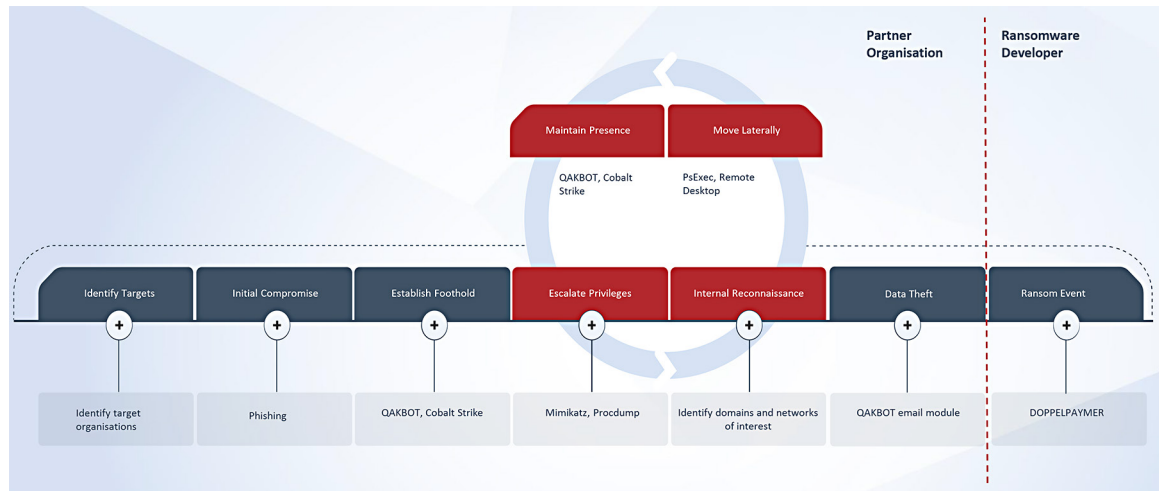 Partner
Organisation
Ransomware
Developer
Maintain Presence
Move Laterally
QAKBOT, Cobalt
Strike
PsExec, Remote
Desktop
Identify Targets
Initial Compromise
Establish Foothold
Escalate Privileges
Internal Reconnaissance
Data Theft
Ransom Event
+
+
+
+
+
+
+
Identify target
organisations
Phishing
QAKBOT, Cobalt Strike
Mimikatz, Procdump
Identify domains and networks
of interest
QAKBOT email module
DOPPELPAYMER